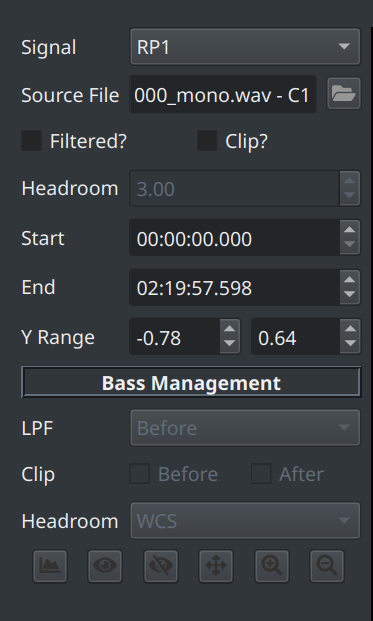 Signal RP1
Source File 000_mono.wav - C1
Filtered? Clip?
Headroom 3.00
Start 00:00:00.000
End 02:19:57.598
Y Range -0.78 0.64
Bass Management
LPF Before
Clip Before After
Headroom WCS